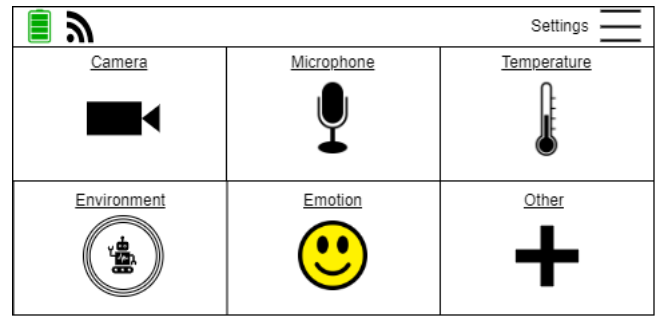 Settings
Camera
Microphone
Temperature
Environment
Emotion
Other